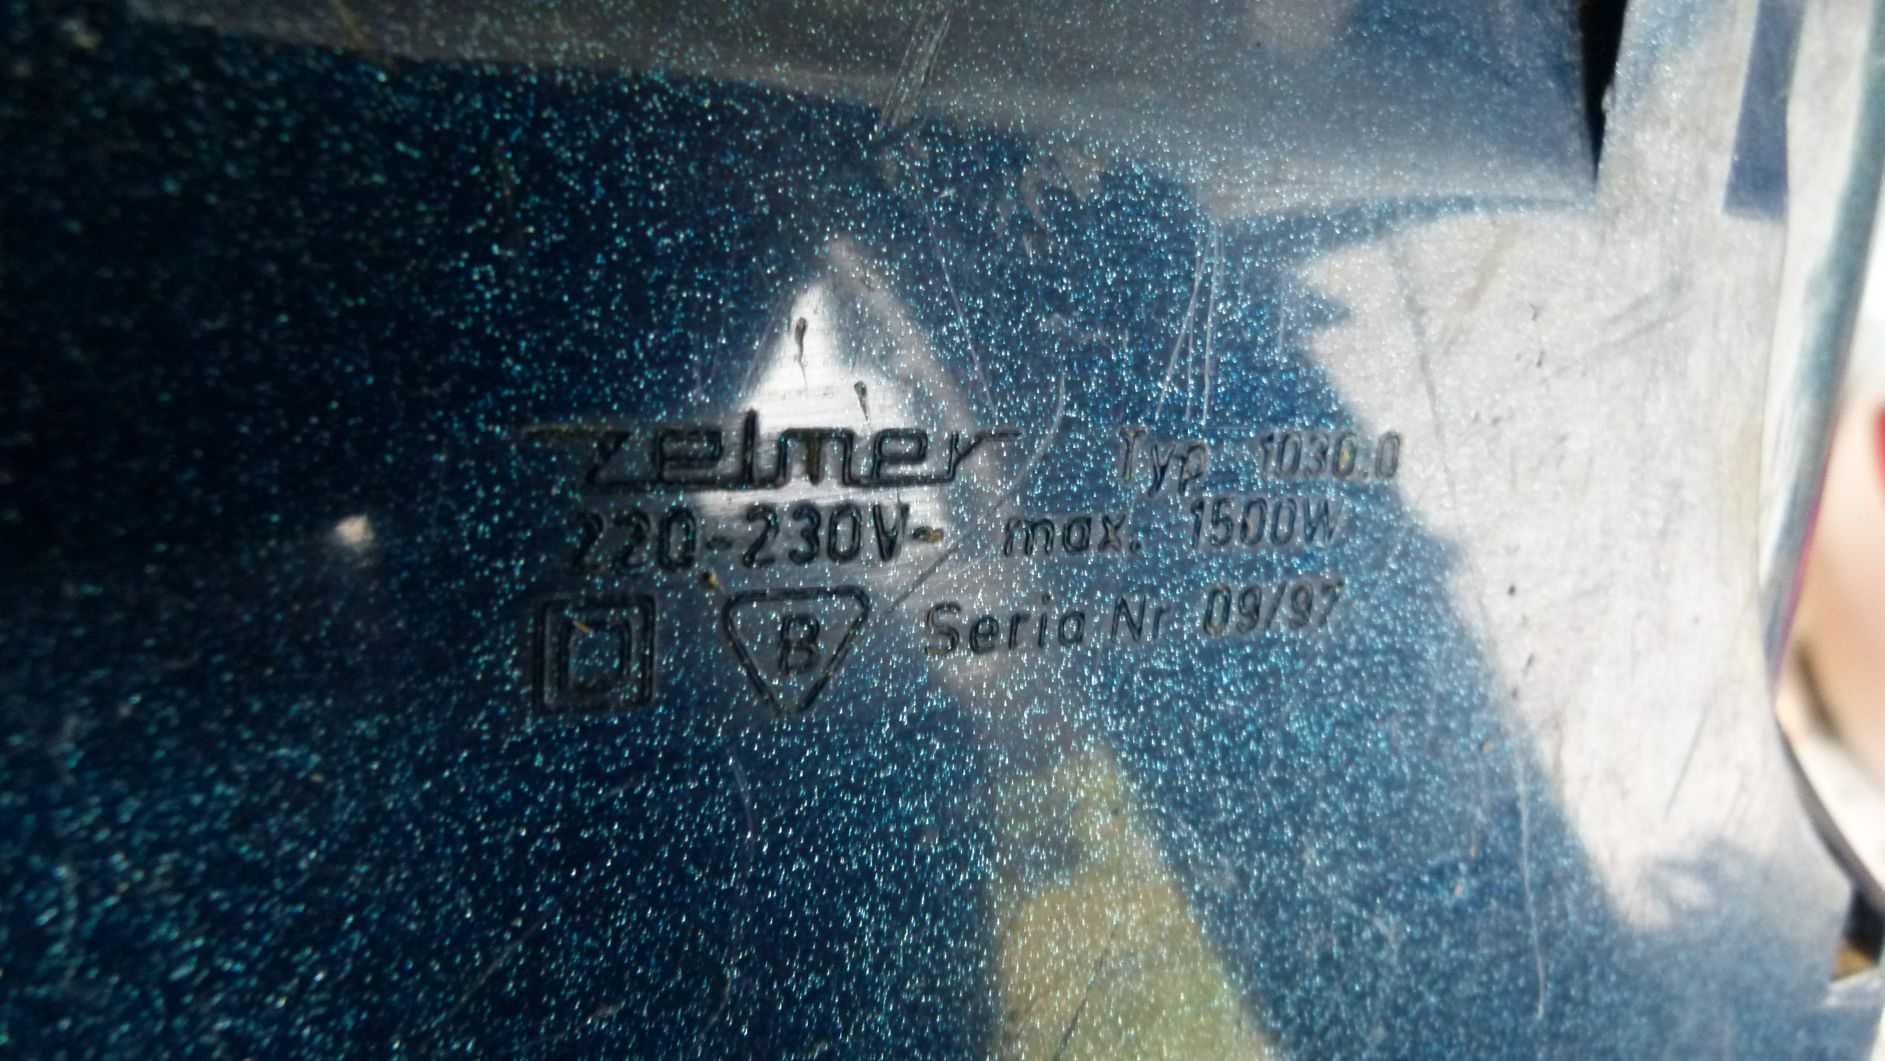 zelmer Typ 1030.0
220-230V~ max. 1500W
B Seria Nr 09/97